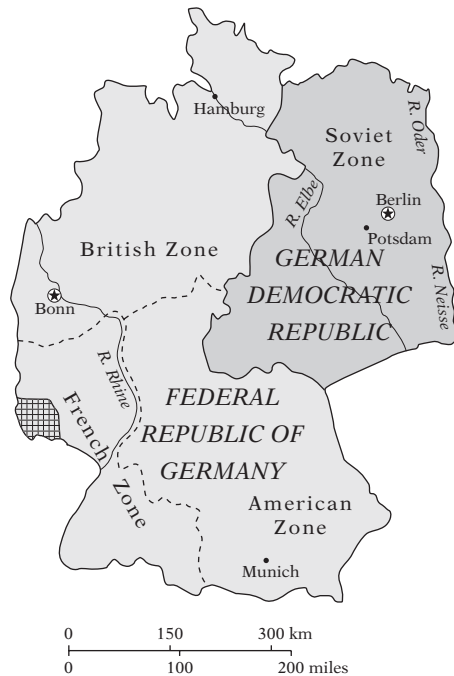 Hamburg
R. Oder
Soviet
Zone
R. Elbe
Berlin
Potsdam
British Zone
GERMAN
DEMOCRATIC
REPUBLIC
R. Neisse
Bonn
R. Rhine
French
Zone
FEDERAL
REPUBLIC OF
GERMANY
American
Zone
Munich
0 150 300 km
0 100 200 miles